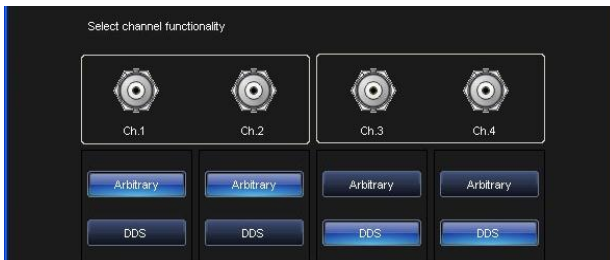 Select channel functionality
Ch.1 Ch.2 Ch.3 Ch.4
Arbitrary Arbitrary Arbitrary Arbitrary
DDS DDS DDS DDS